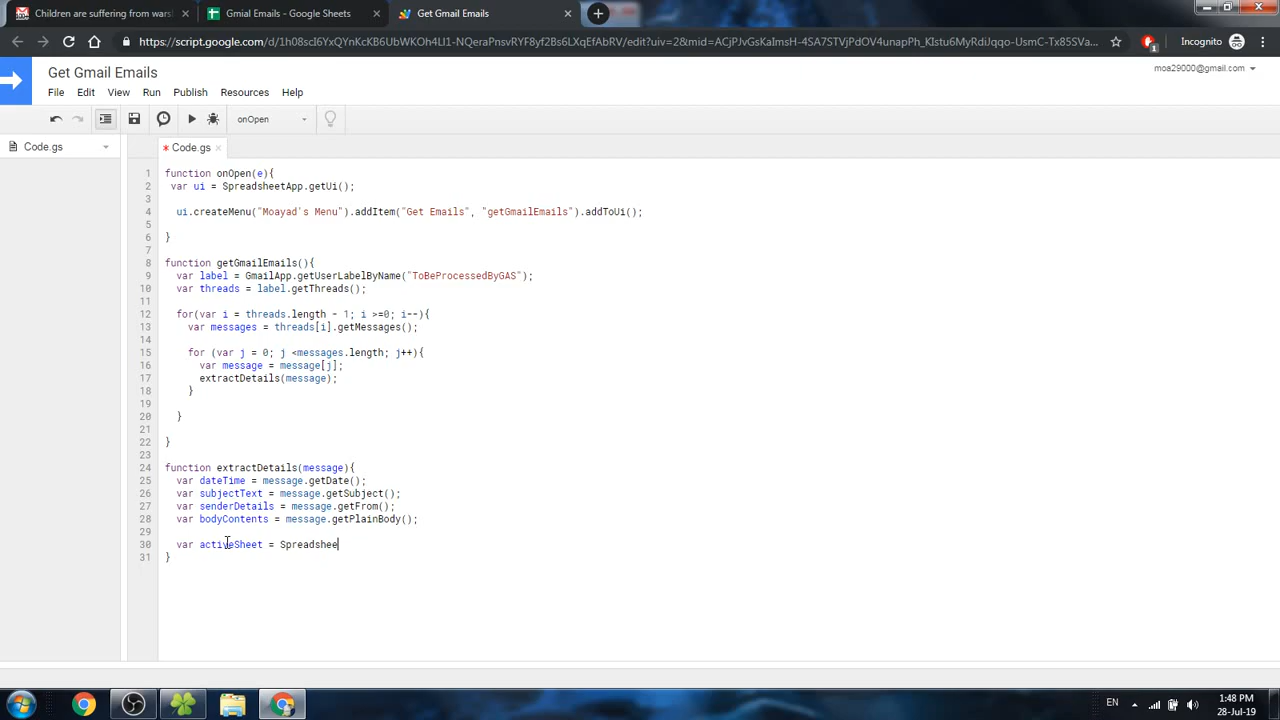 Children are suffering from wars
Gmial Emails - Google Sheets
Get Gmail Emails
https://script.google.com/d/1h08scI6YxQYnKcKB6UbWKOh4LI1-NQeraPnsvRYF8yf2Bs6LXqEfAbRV/edit?uiv=2&mid=ACjPJvGsKaImsH-4SA7STVjPdOV4unapPh_KIstu6MyRdiJqqo-UsmC-Tx85SVa...
1
Incognito
Get Gmail Emails
moa29000@gmail.com
File Edit View Run Publish Resources Help
onOpen
Code.gs
* Code.gs
1 function onOpen(e){
2 var ui = SpreadsheetApp.getUi();
3
4 ui.createMenu("Moayad's Menu").addItem("Get Emails", "getGmailEmails").addToUi();
5
6 }
7
8 function getGmailEmails(){
9 var label = GmailApp.getUserLabelByName("ToBeProcessedByGAS");
10 var threads = label.getThreads();
11
12 for(var i = threads.length - 1; i >=0; i--){
13 var messages = threads[i].getMessages();
14
15 for (var j = 0; j <messages.length; j++){
16 var message = message[j];
17 extractDetails(message);
18 }
19
20 }
21
22 }
23
24 function extractDetails(message){
25 var dateTime = message.getDate();
26 var subjectText = message.getSubject();
27 var senderDetails = message.getFrom();
28 var bodyContents = message.getPlainBody();
29
30 var activeSheet = Spreadshee
31 }
EN
1:48 PM
28-Jul-19